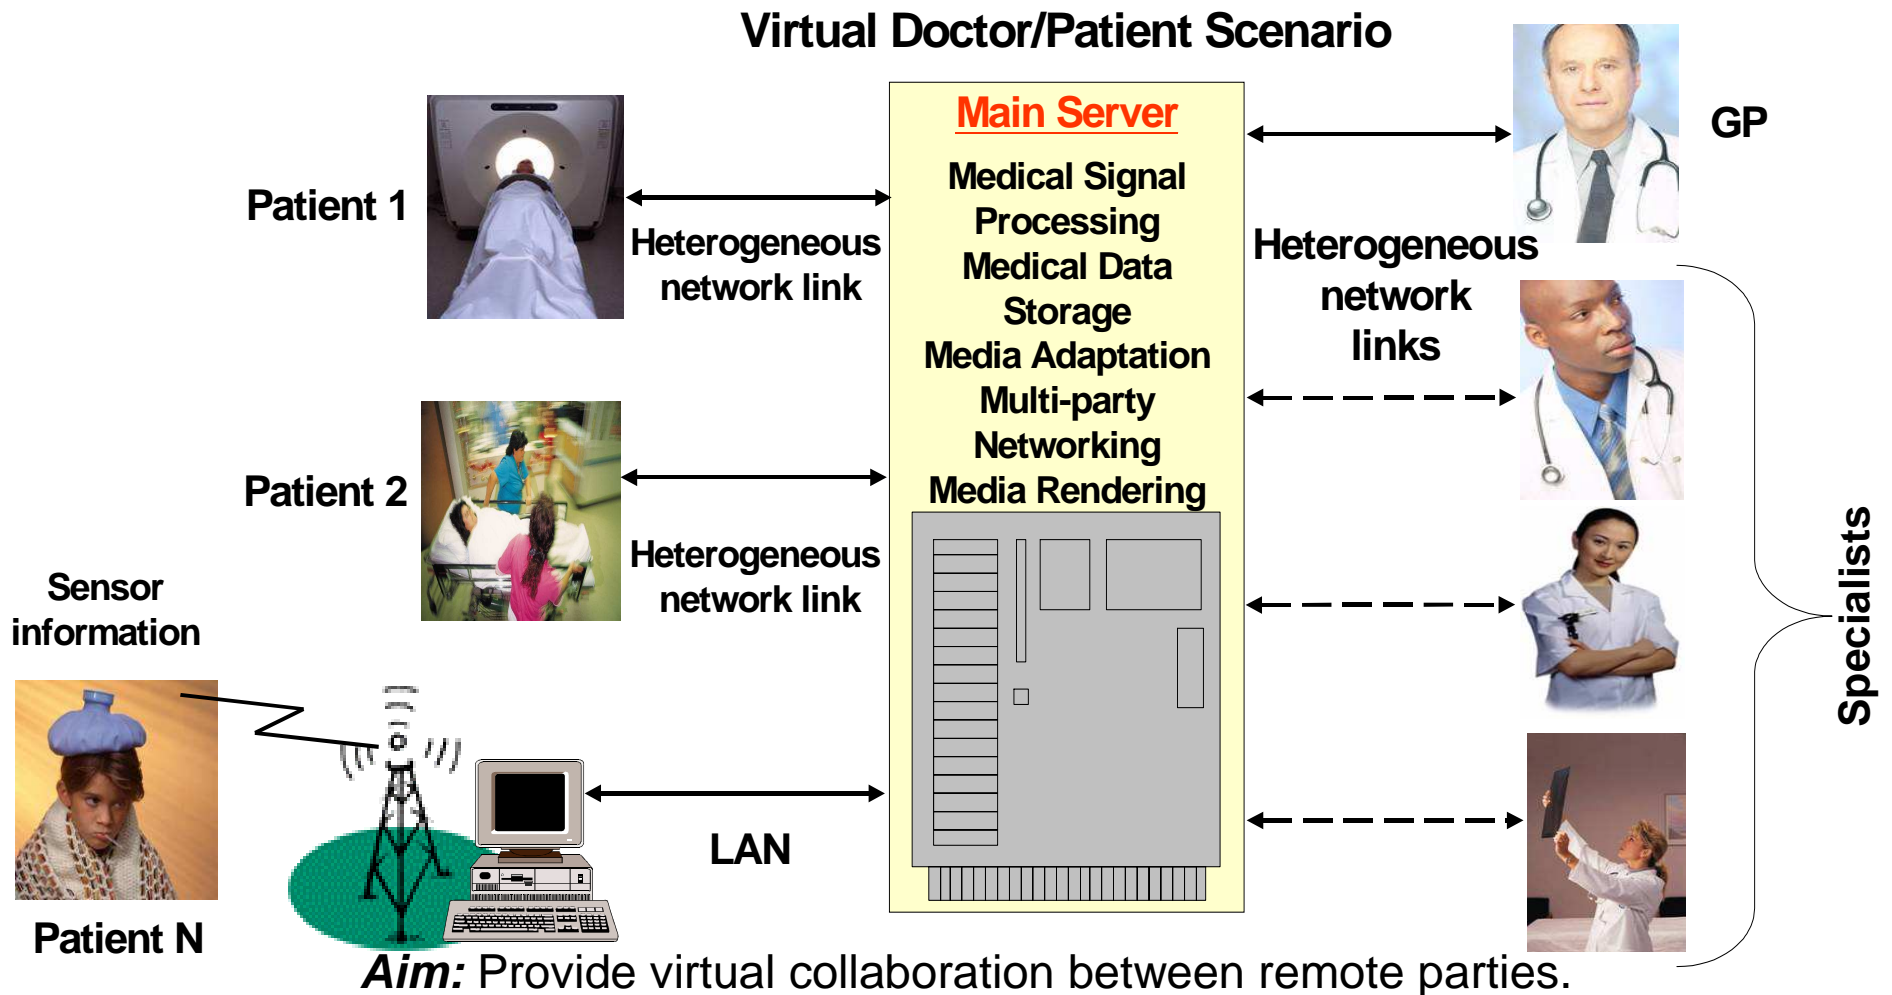 Virtual Doctor/Patient Scenario
Main Server
Medical Signal
Processing
Medical Data
Storage
Media Adaptation
Multi-party
Networking
Media Rendering
Patient 1
Heterogeneous
network link
Patient 2
Heterogeneous
network link
Sensor
information
Patient N
LAN
GP
Heterogeneous
network
links
Specialists
Aim: Provide virtual collaboration between remote parties.